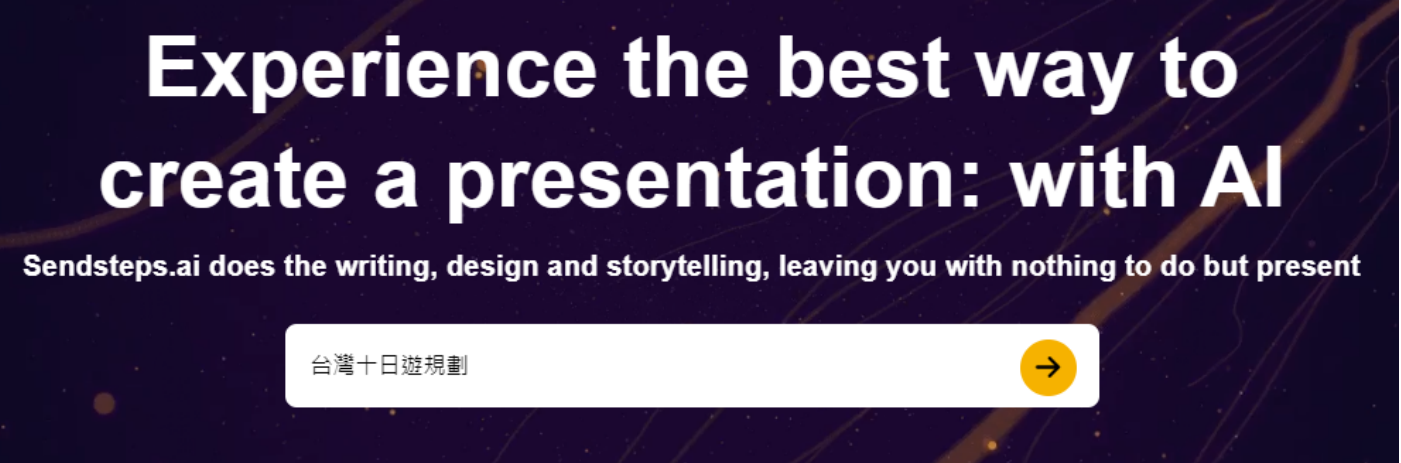 Experience the best way to
create a presentation: with AI
Sendsteps.ai does the writing, design and storytelling, leaving you with nothing to do but present
台灣十日遊規劃